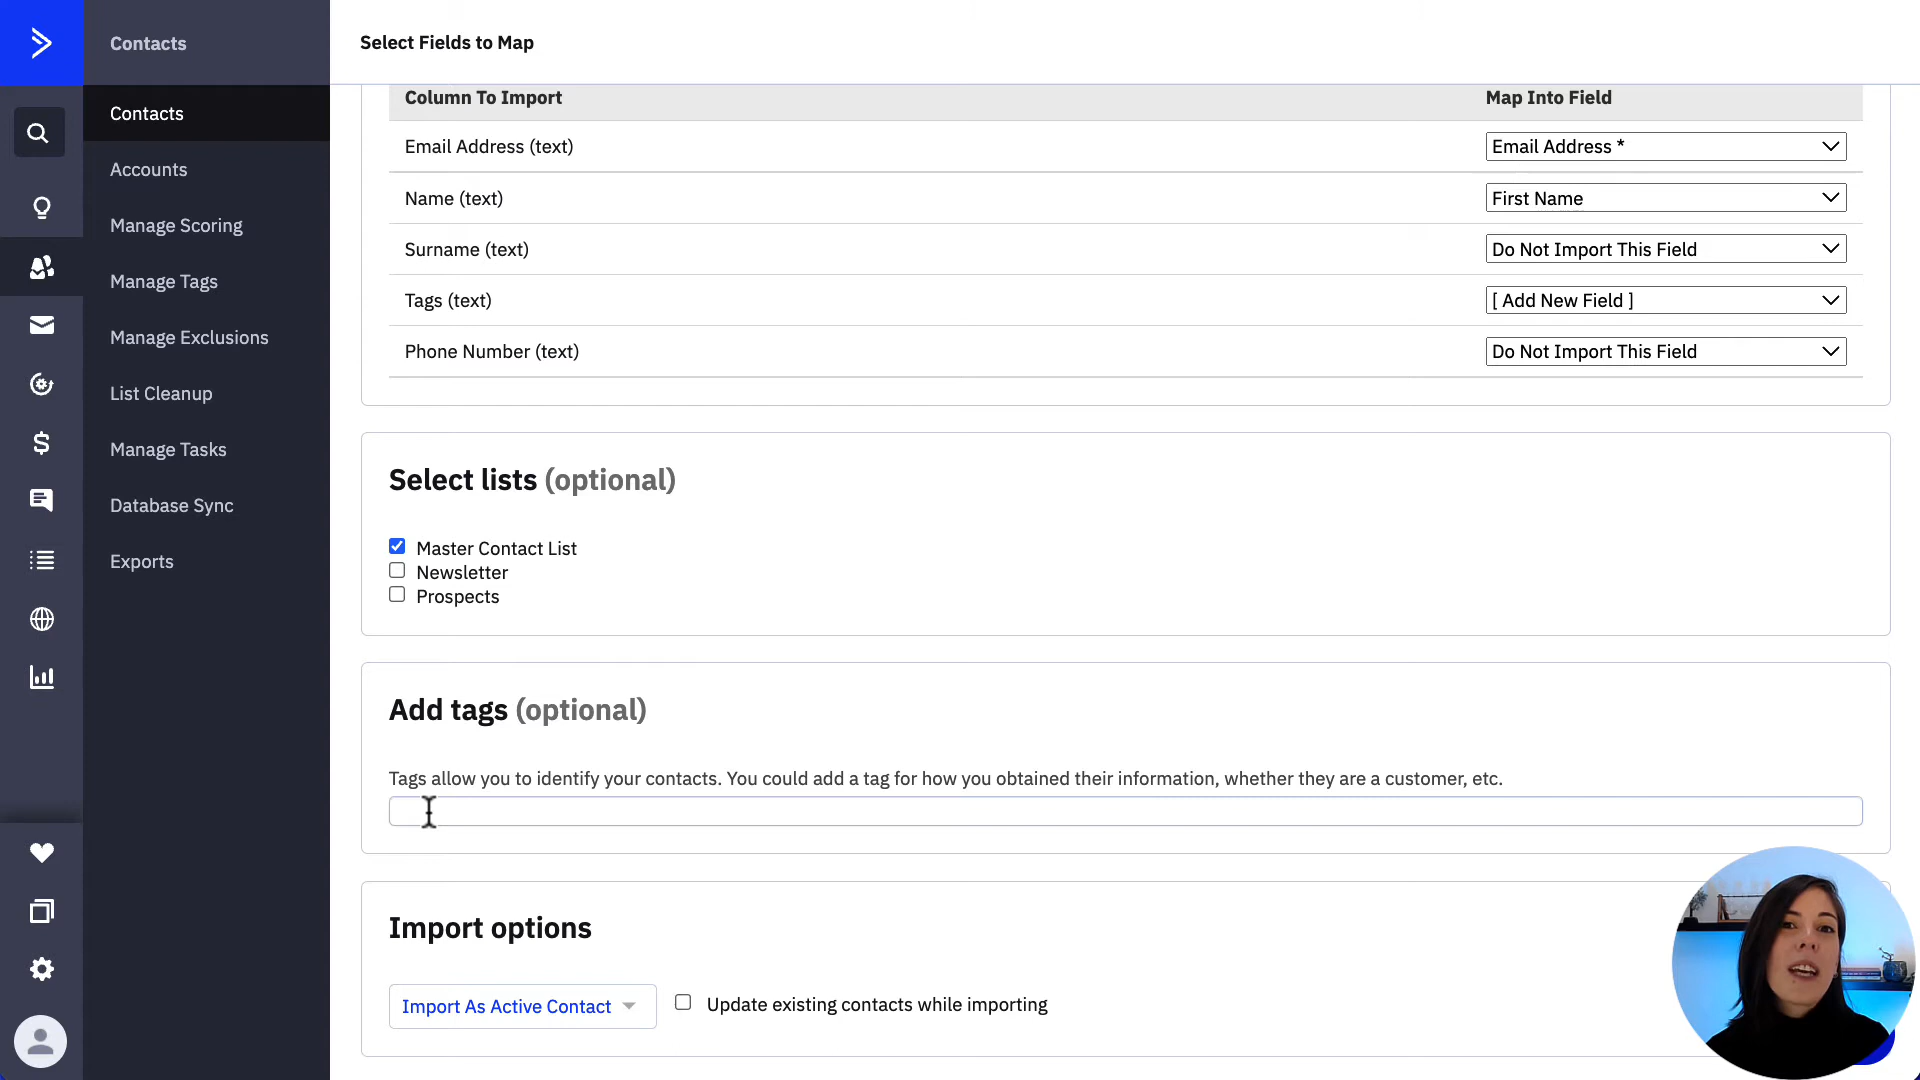 Contacts
Select Fields to Map
Contacts
Accounts
Manage Scoring
Manage Tags
Manage Exclusions
List Cleanup
Manage Tasks
Database Sync
Exports
Column To Import Map Into Field
Email Address (text) Email Address *
Name (text) First Name
Surname (text) Do Not Import This Field
Tags (text) [ Add New Field ]
Phone Number (text) Do Not Import This Field
Select lists (optional)
Master Contact List
Newsletter
Prospects
Add tags (optional)
Tags allow you to identify your contacts. You could add a tag for how you obtained their information, whether they are a customer, etc.
Import options
Import As Active Contact Update existing contacts while importing